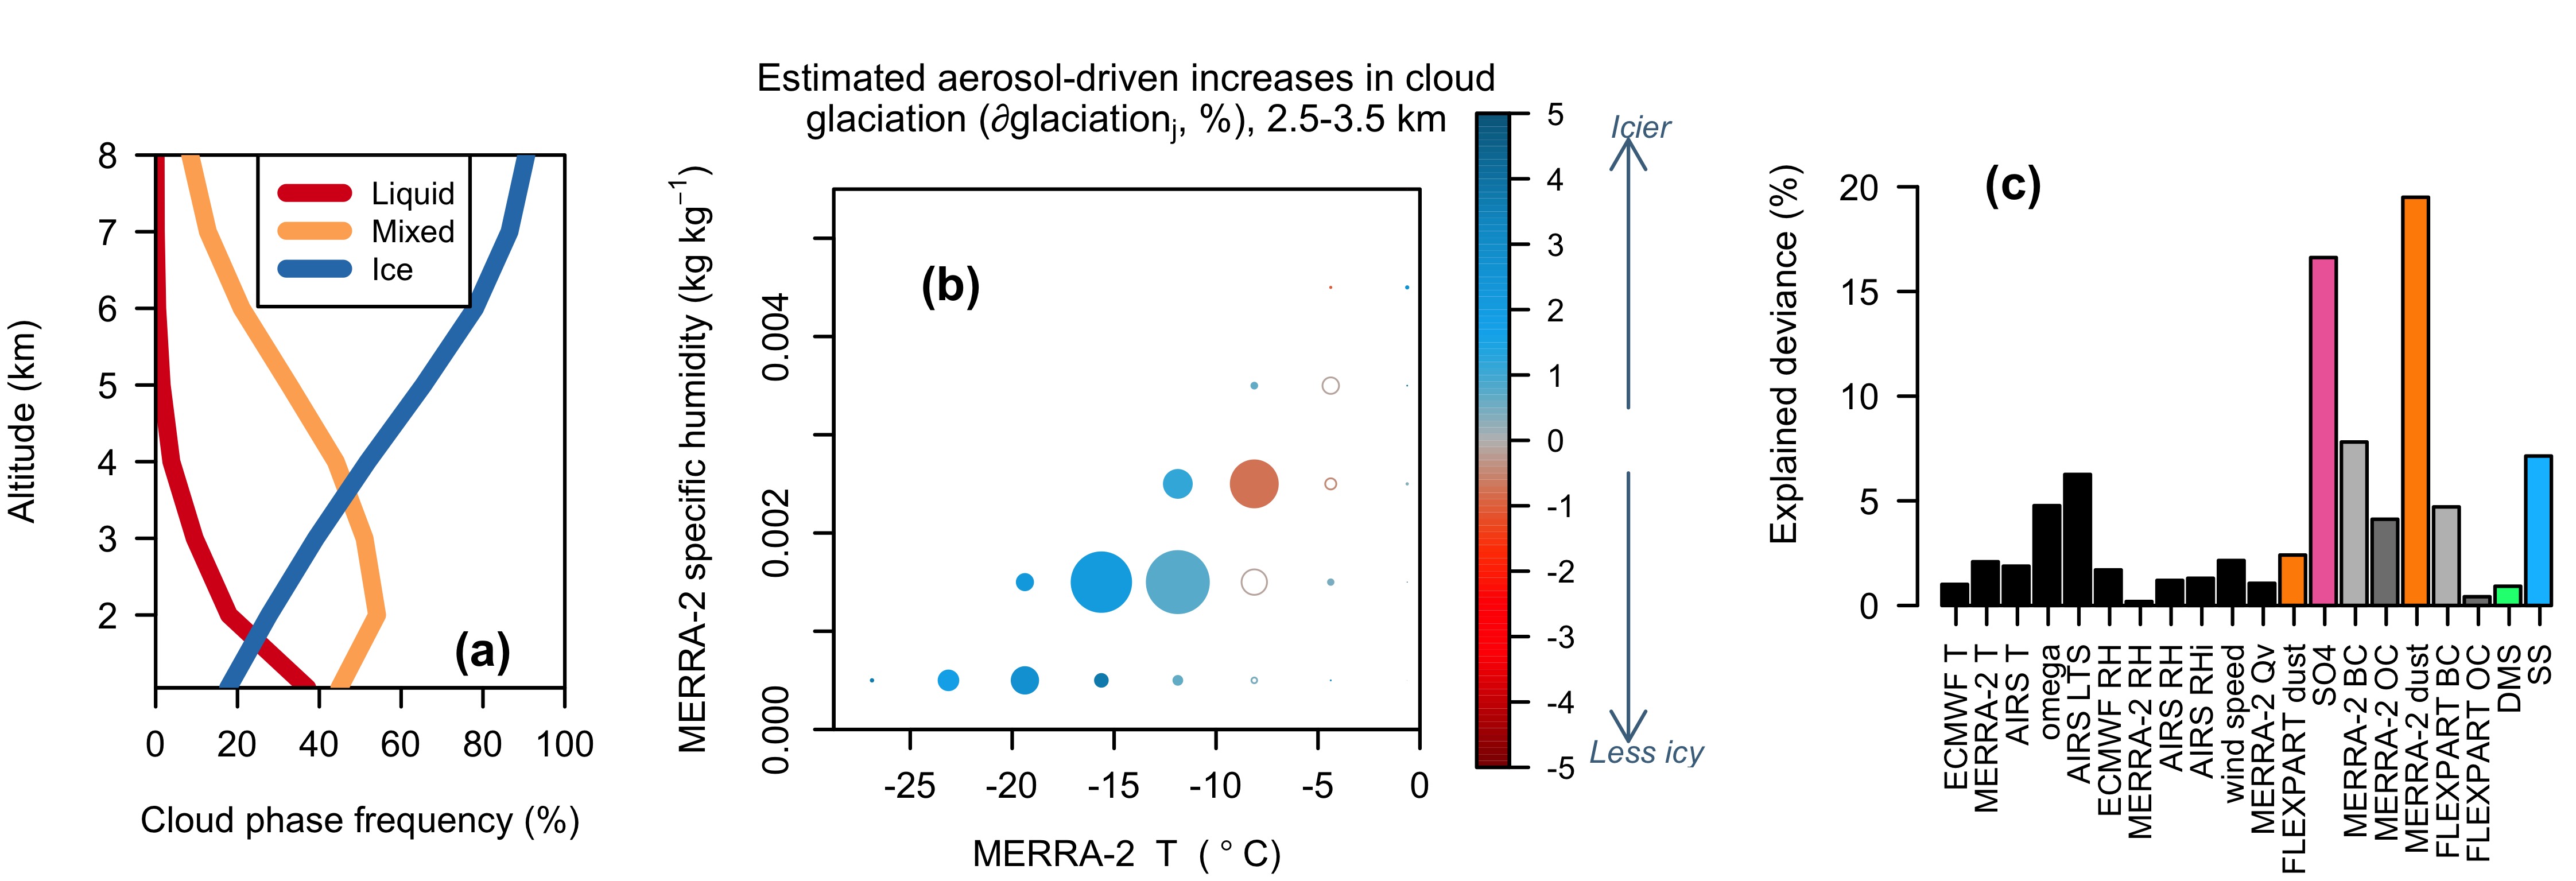 8
7
6
5
4
3
2
Altitude (km)
Liquid
Mixed
Ice
(a)
0 20 40 60 80 100
Cloud phase frequency (%)
Estimated aerosol-driven increases in cloud
glaciation (∂glaciationj, %), 2.5-3.5 km
MERRA-2 specific humidity (kg kg−1)
0.004
0.002
0.000
(b)
-25 -20 -15 -10 -5 0
MERRA-2 T (°C)
5
4
3
2
1
0
-1
-2
-3
-4
-5
Icier
Less icy
(c)
Explained deviance (%)
20
15
10
5
0
ECMWF T
MERRA-2 T
AIRS T
omega
AIRS LTS
ECMWF RH
MERRA-2 RH
AIRS RH
AIRS RHi
wind speed
MERRA-2 Qv
FLEXPART dust
SO4
MERRA-2 BC
MERRA-2 OC
MERRA-2 dust
FLEXPART BC
FLEXPART OC
DMS
SS